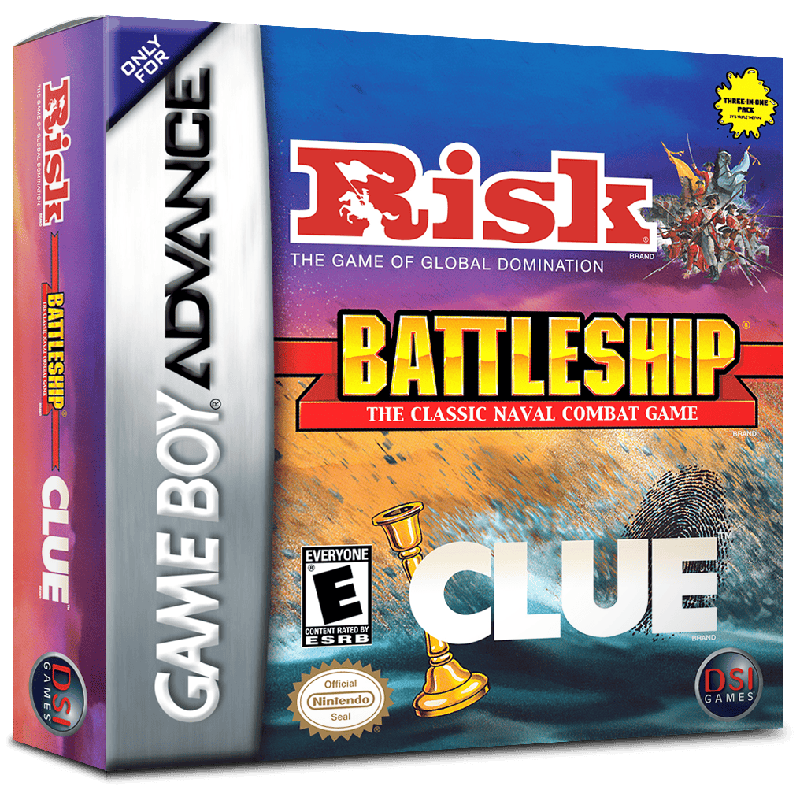 ONLY
FOR
GAME BOY ADVANCE
®
THREE-IN-ONE
PACK
Risk
®
BRAND
THE GAME OF GLOBAL DOMINATION
BATTLESHIP
®
THE CLASSIC NAVAL COMBAT GAME
BRAND
CLUE
BRAND
EVERYONE
®
E
CONTENT RATED BY
ESRB
Official
Nintendo
Seal
DSI
GAMES
Risk
BATTLESHIP
CLUE
DSI
GAMES